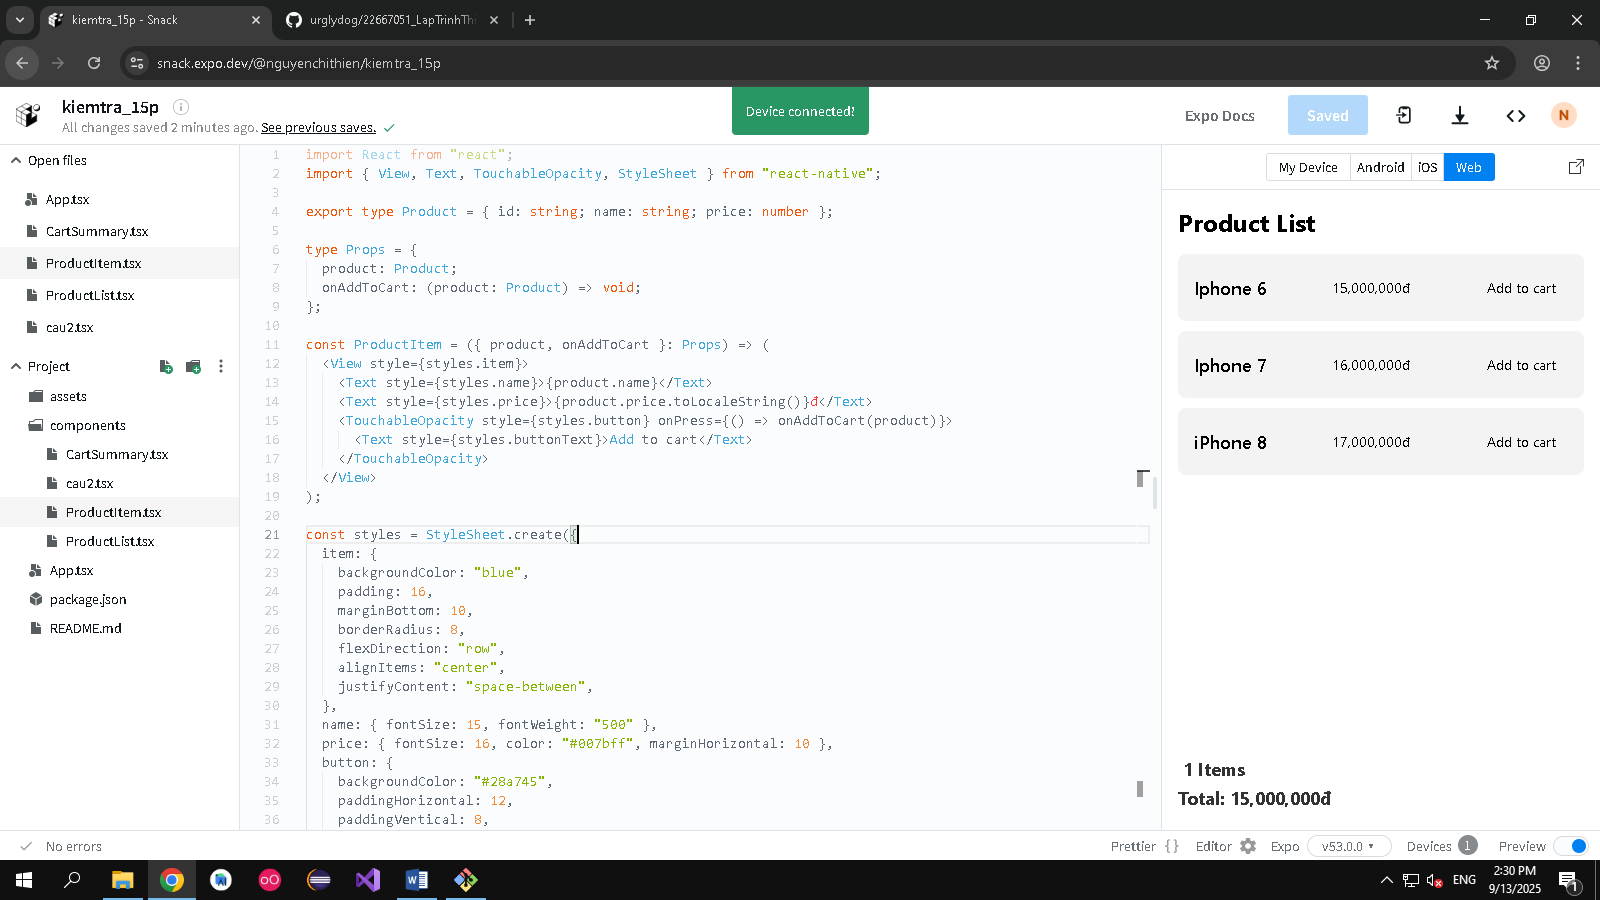 kiemtra_15p - Snack
urglydog/22667051_LapTrinhThi
snack.expo.dev/@nguyenchithien/kiemtra_15p
kiemtra_15p
All changes saved 2 minutes ago. See previous saves.
Device connected!
Expo Docs
Saved
N
Open files
App.tsx
CartSummary.tsx
ProductItem.tsx
ProductList.tsx
cau2.tsx
Project
assets
components
CartSummary.tsx
cau2.tsx
ProductItem.tsx
ProductList.tsx
App.tsx
package.json
README.md
1 import React from "react";
2 import { View, Text, TouchableOpacity, StyleSheet } from "react-native";
3
4 export type Product = { id: string; name: string; price: number };
5
6 type Props = {
7 product: Product;
8 onAddToCart: (product: Product) => void;
9 };
10
11 const ProductItem = ({ product, onAddToCart }: Props) => (
12 <View style={styles.item}>
13 <Text style={styles.name}>{product.name}</Text>
14 <Text style={styles.price}>{product.price.toLocaleString()}đ</Text>
15 <TouchableOpacity style={styles.button} onPress={() => onAddToCart(product)}>
16 <Text style={styles.buttonText}>Add to cart</Text>
17 </TouchableOpacity>
18 </View>
19 );
20
21 const styles = StyleSheet.create({
22 item: {
23 backgroundColor: "blue",
24 padding: 16,
25 marginBottom: 10,
26 borderRadius: 8,
27 flexDirection: "row",
28 alignItems: "center",
29 justifyContent: "space-between",
30 },
31 name: { fontSize: 15, fontWeight: "500" },
32 price: { fontSize: 16, color: "#007bff", marginHorizontal: 10 },
33 button: {
34 backgroundColor: "#28a745",
35 paddingHorizontal: 12,
36 paddingVertical: 8,
My Device Android iOS Web
Product List
Iphone 6 15,000,000đ Add to cart
Iphone 7 16,000,000đ Add to cart
iPhone 8 17,000,000đ Add to cart
1 Items
Total: 15,000,000đ
No errors
Prettier { } Editor Expo v53.0.0 Devices 1 Preview
ENG
2:30 PM
9/13/2025
1